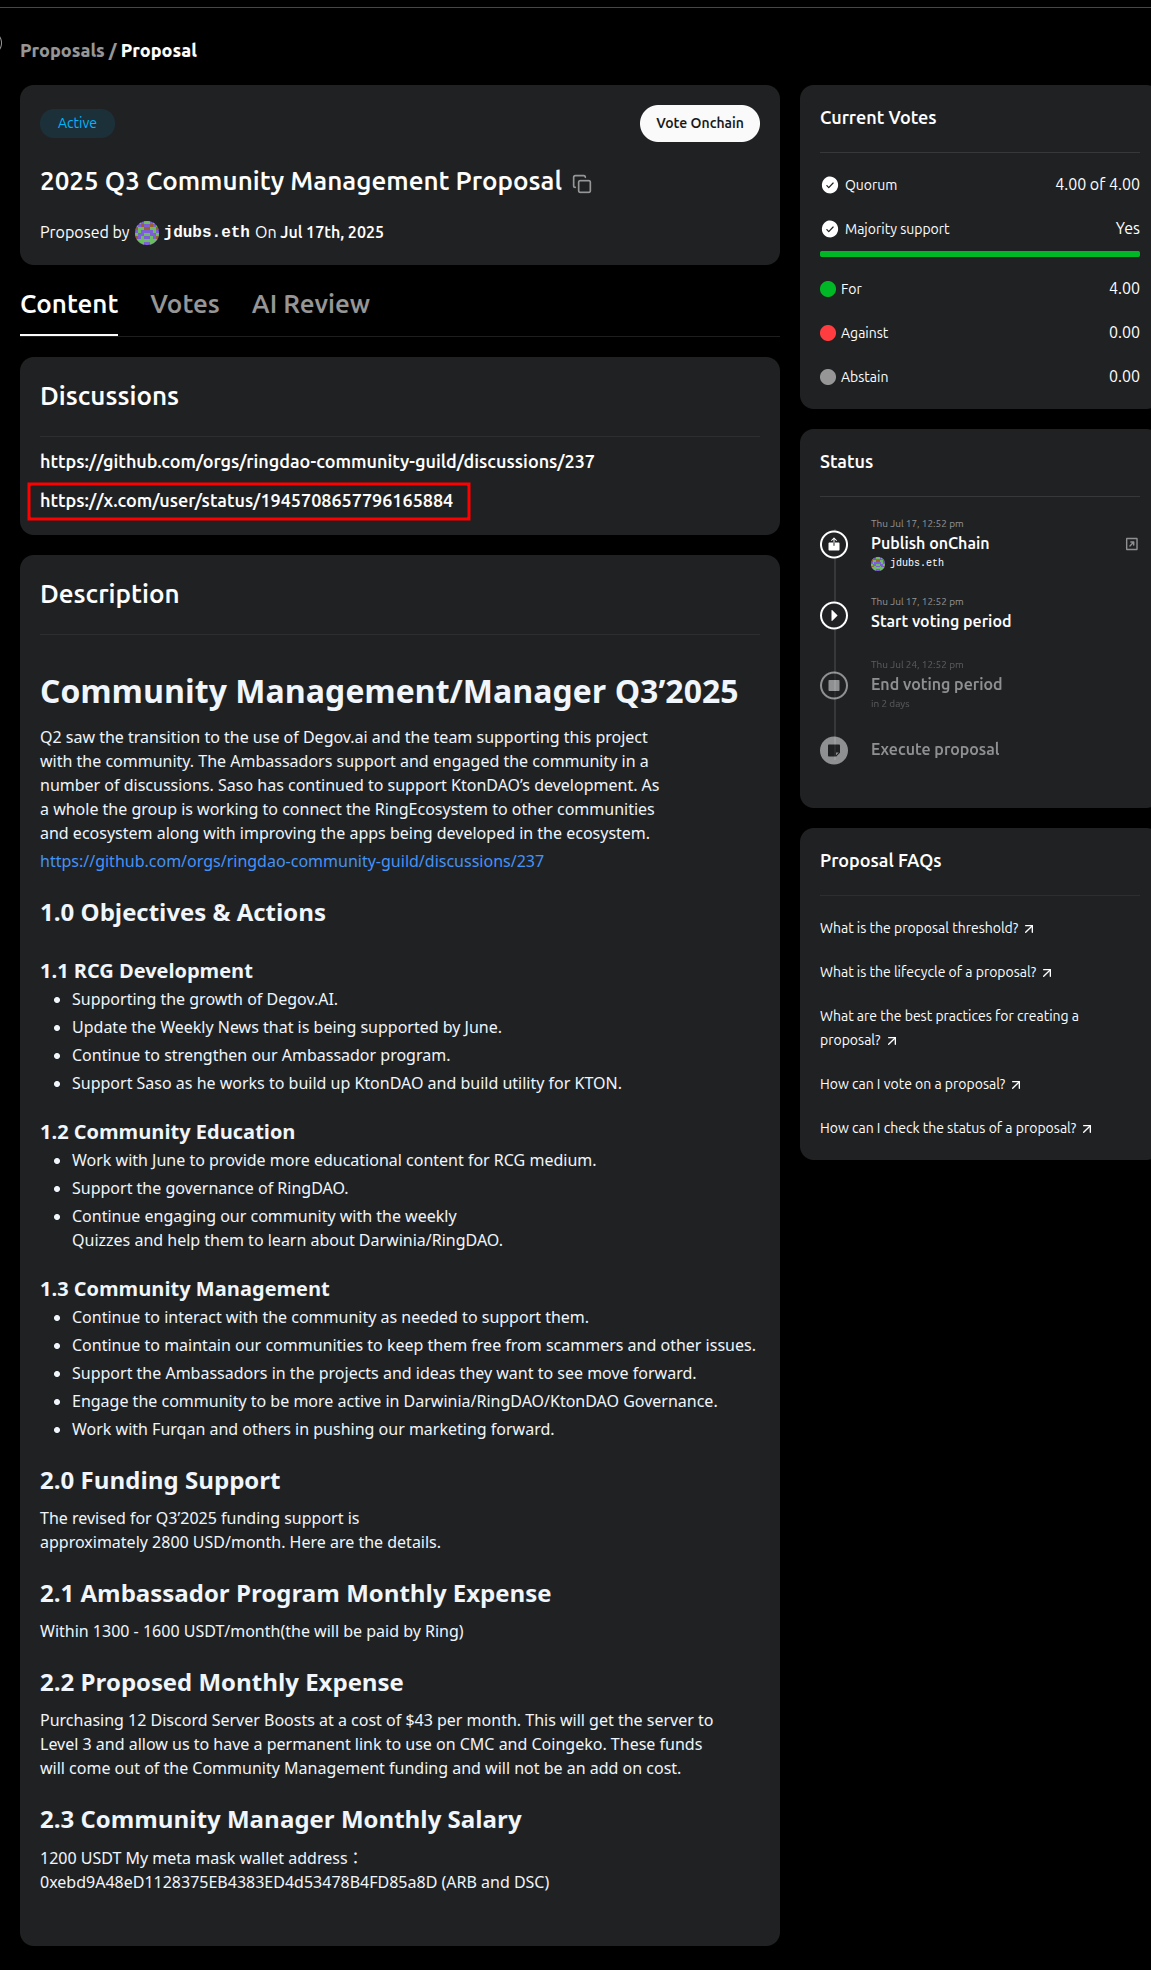 Proposals / Proposal
Active
Vote Onchain
2025 Q3 Community Management Proposal
Proposed by jdubs.eth On Jul 17th, 2025
Content Votes AI Review
Discussions
https://github.com/orgs/ringdao-community-guild/discussions/237
https://x.com/user/status/1945708657796165884
Description
Community Management/Manager Q3’2025
Q2 saw the transition to the use of Degov.ai and the team supporting this project
with the community. The Ambassadors support and engaged the community in a
number of discussions. Saso has continued to support KtonDAO’s development. As
a whole the group is working to connect the RingEcosystem to other communities
and ecosystem along with improving the apps being developed in the ecosystem.
https://github.com/orgs/ringdao-community-guild/discussions/237
1.0 Objectives & Actions
1.1 RCG Development
• Supporting the growth of Degov.AI.
• Update the Weekly News that is being supported by June.
• Continue to strengthen our Ambassador program.
• Support Saso as he works to build up KtonDAO and build utility for KTON.
1.2 Community Education
• Work with June to provide more educational content for RCG medium.
• Support the governance of RingDAO.
• Continue engaging our community with the weekly
Quizzes and help them to learn about Darwinia/RingDAO.
1.3 Community Management
• Continue to interact with the community as needed to support them.
• Continue to maintain our communities to keep them free from scammers and other issues.
• Support the Ambassadors in the projects and ideas they want to see move forward.
• Engage the community to be more active in Darwinia/RingDAO/KtonDAO Governance.
• Work with Furqan and others in pushing our marketing forward.
2.0 Funding Support
The revised for Q3’2025 funding support is
approximately 2800 USD/month. Here are the details.
2.1 Ambassador Program Monthly Expense
Within 1300 - 1600 USDT/month(the will be paid by Ring)
2.2 Proposed Monthly Expense
Purchasing 12 Discord Server Boosts at a cost of $43 per month. This will get the server to
Level 3 and allow us to have a permanent link to use on CMC and Coingeko. These funds
will come out of the Community Management funding and will not be an add on cost.
2.3 Community Manager Monthly Salary
1200 USDT My meta mask wallet address：
0xebd9A48eD1128375EB4383ED4d53478B4FD85a8D (ARB and DSC)
Current Votes
Quorum 4.00 of 4.00
Majority support Yes
For 4.00
Against 0.00
Abstain 0.00
Status
Thu Jul 17, 12:52 pm
Publish onChain
jdubs.eth
Thu Jul 17, 12:52 pm
Start voting period
Thu Jul 24, 12:52 pm
End voting period
in 2 days
Execute proposal
Proposal FAQs
What is the proposal threshold?
What is the lifecycle of a proposal?
What are the best practices for creating a
proposal?
How can I vote on a proposal?
How can I check the status of a proposal?